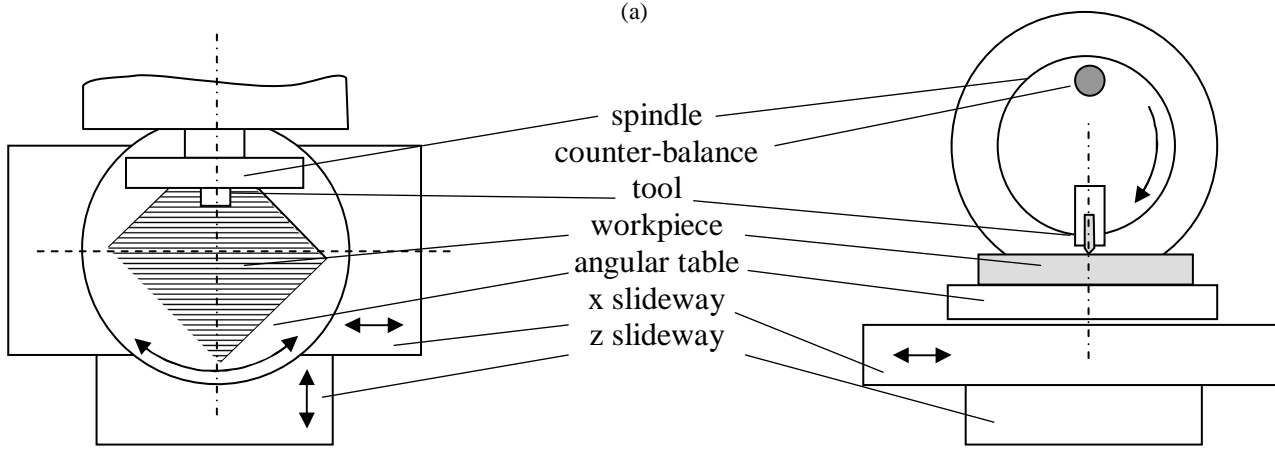 (a)
spindle
counter-balance
tool
workpiece
angular table
x slideway
z slideway